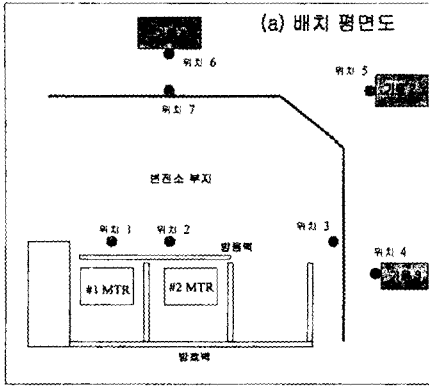 (a) 배치 평면도
위치 6
위치 5
위치 7
변전소 부지
위치 1
위치 2
방음벽
위치 3
위치 4
#1 MTR
#2 MTR
방호벽